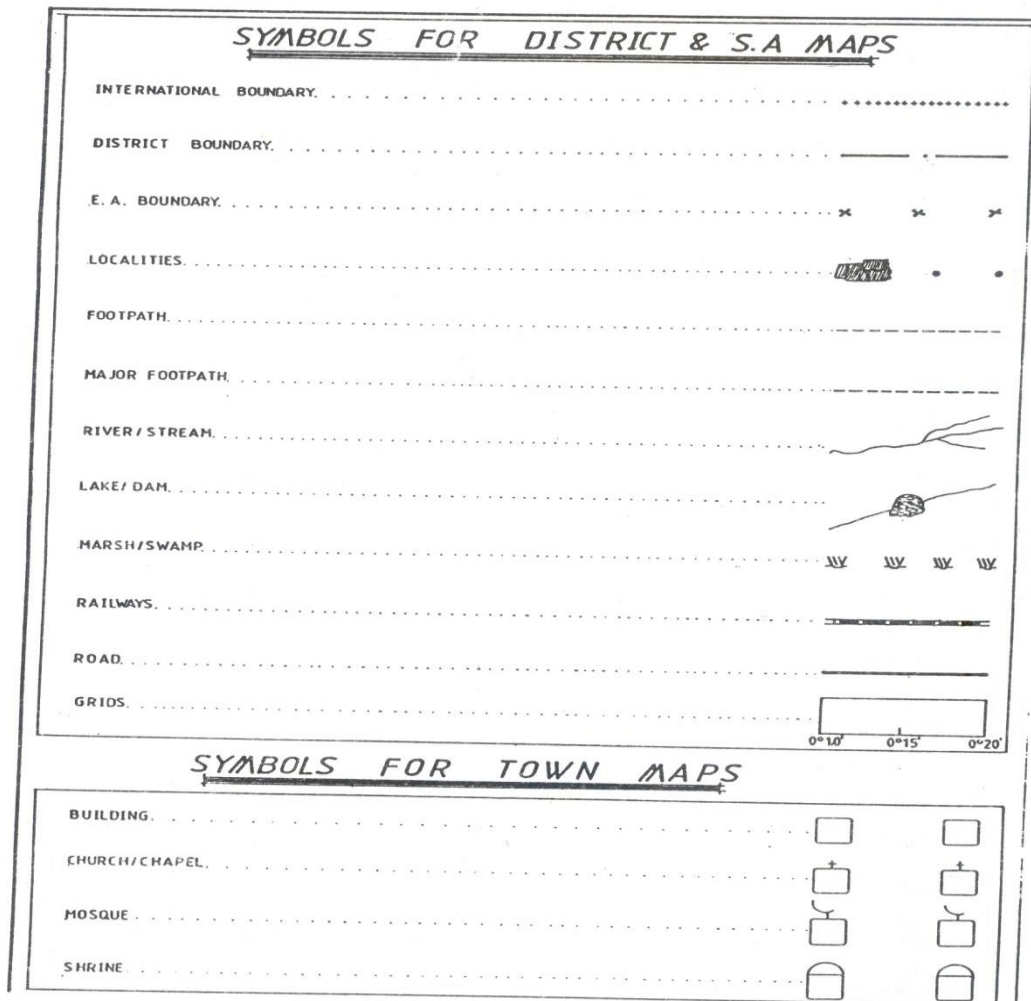 SYMBOLS FOR DISTRICT & S.A MAPS
INTERNATIONAL BOUNDARY
DISTRICT BOUNDARY
E.A. BOUNDARY
LOCALITIES
FOOTPATH
MAJOR FOOTPATH
RIVER/STREAM
LAKE/DAM
MARSH/SWAMP
RAILWAYS
ROAD
GRIDS
0°10' 0°15' 0°20'
SYMBOLS FOR TOWN MAPS
BUILDING
CHURCH/CHAPEL
MOSQUE
SHRINE